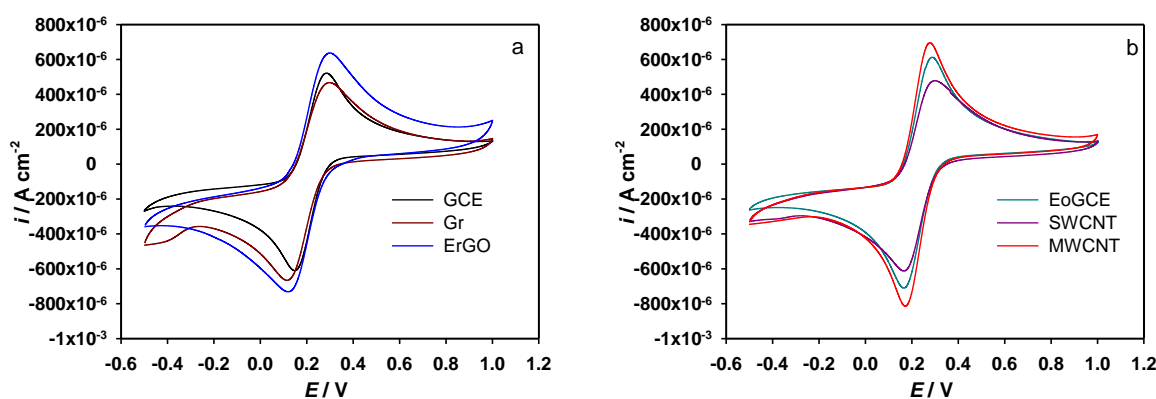 800x10⁻⁶
600x10⁻⁶
400x10⁻⁶
200x10⁻⁶
0
-200x10⁻⁶
-400x10⁻⁶
-600x10⁻⁶
-800x10⁻⁶
-1x10⁻³
i / A cm⁻²
a
GCE
Gr
ErGO
-0.6 -0.4 -0.2 0.0 0.2 0.4 0.6 0.8 1.0 1.2
E / V
800x10⁻⁶
600x10⁻⁶
400x10⁻⁶
200x10⁻⁶
0
-200x10⁻⁶
-400x10⁻⁶
-600x10⁻⁶
-800x10⁻⁶
-1x10⁻³
i / A cm⁻²
b
EoGCE
SWCNT
MWCNT
-0.6 -0.4 -0.2 0.0 0.2 0.4 0.6 0.8 1.0 1.2
E / V